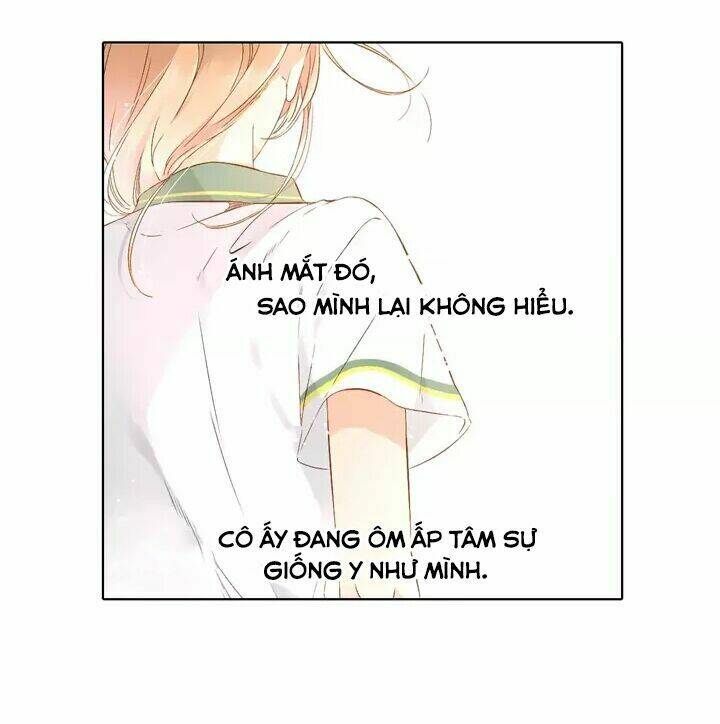 ÁNH MẮT ĐÓ,
SAO MÌNH LẠI KHÔNG HIỂU.
CÔ ẤY ĐANG ÔM ẤP TÂM SỰ
GIỐNG Y NHƯ MÌNH.